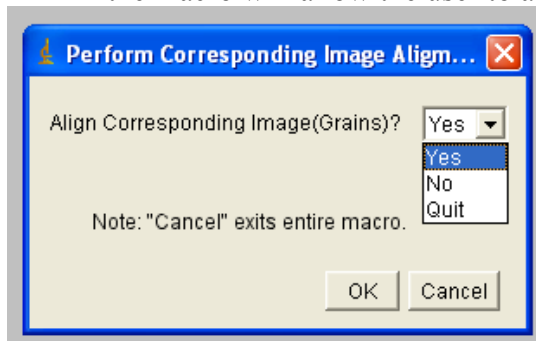 Perform Corresponding Image Aligm...
Align Corresponding Image(Grains)? Yes
Yes
No
Quit
Note: "Cancel" exits entire macro.
OK Cancel